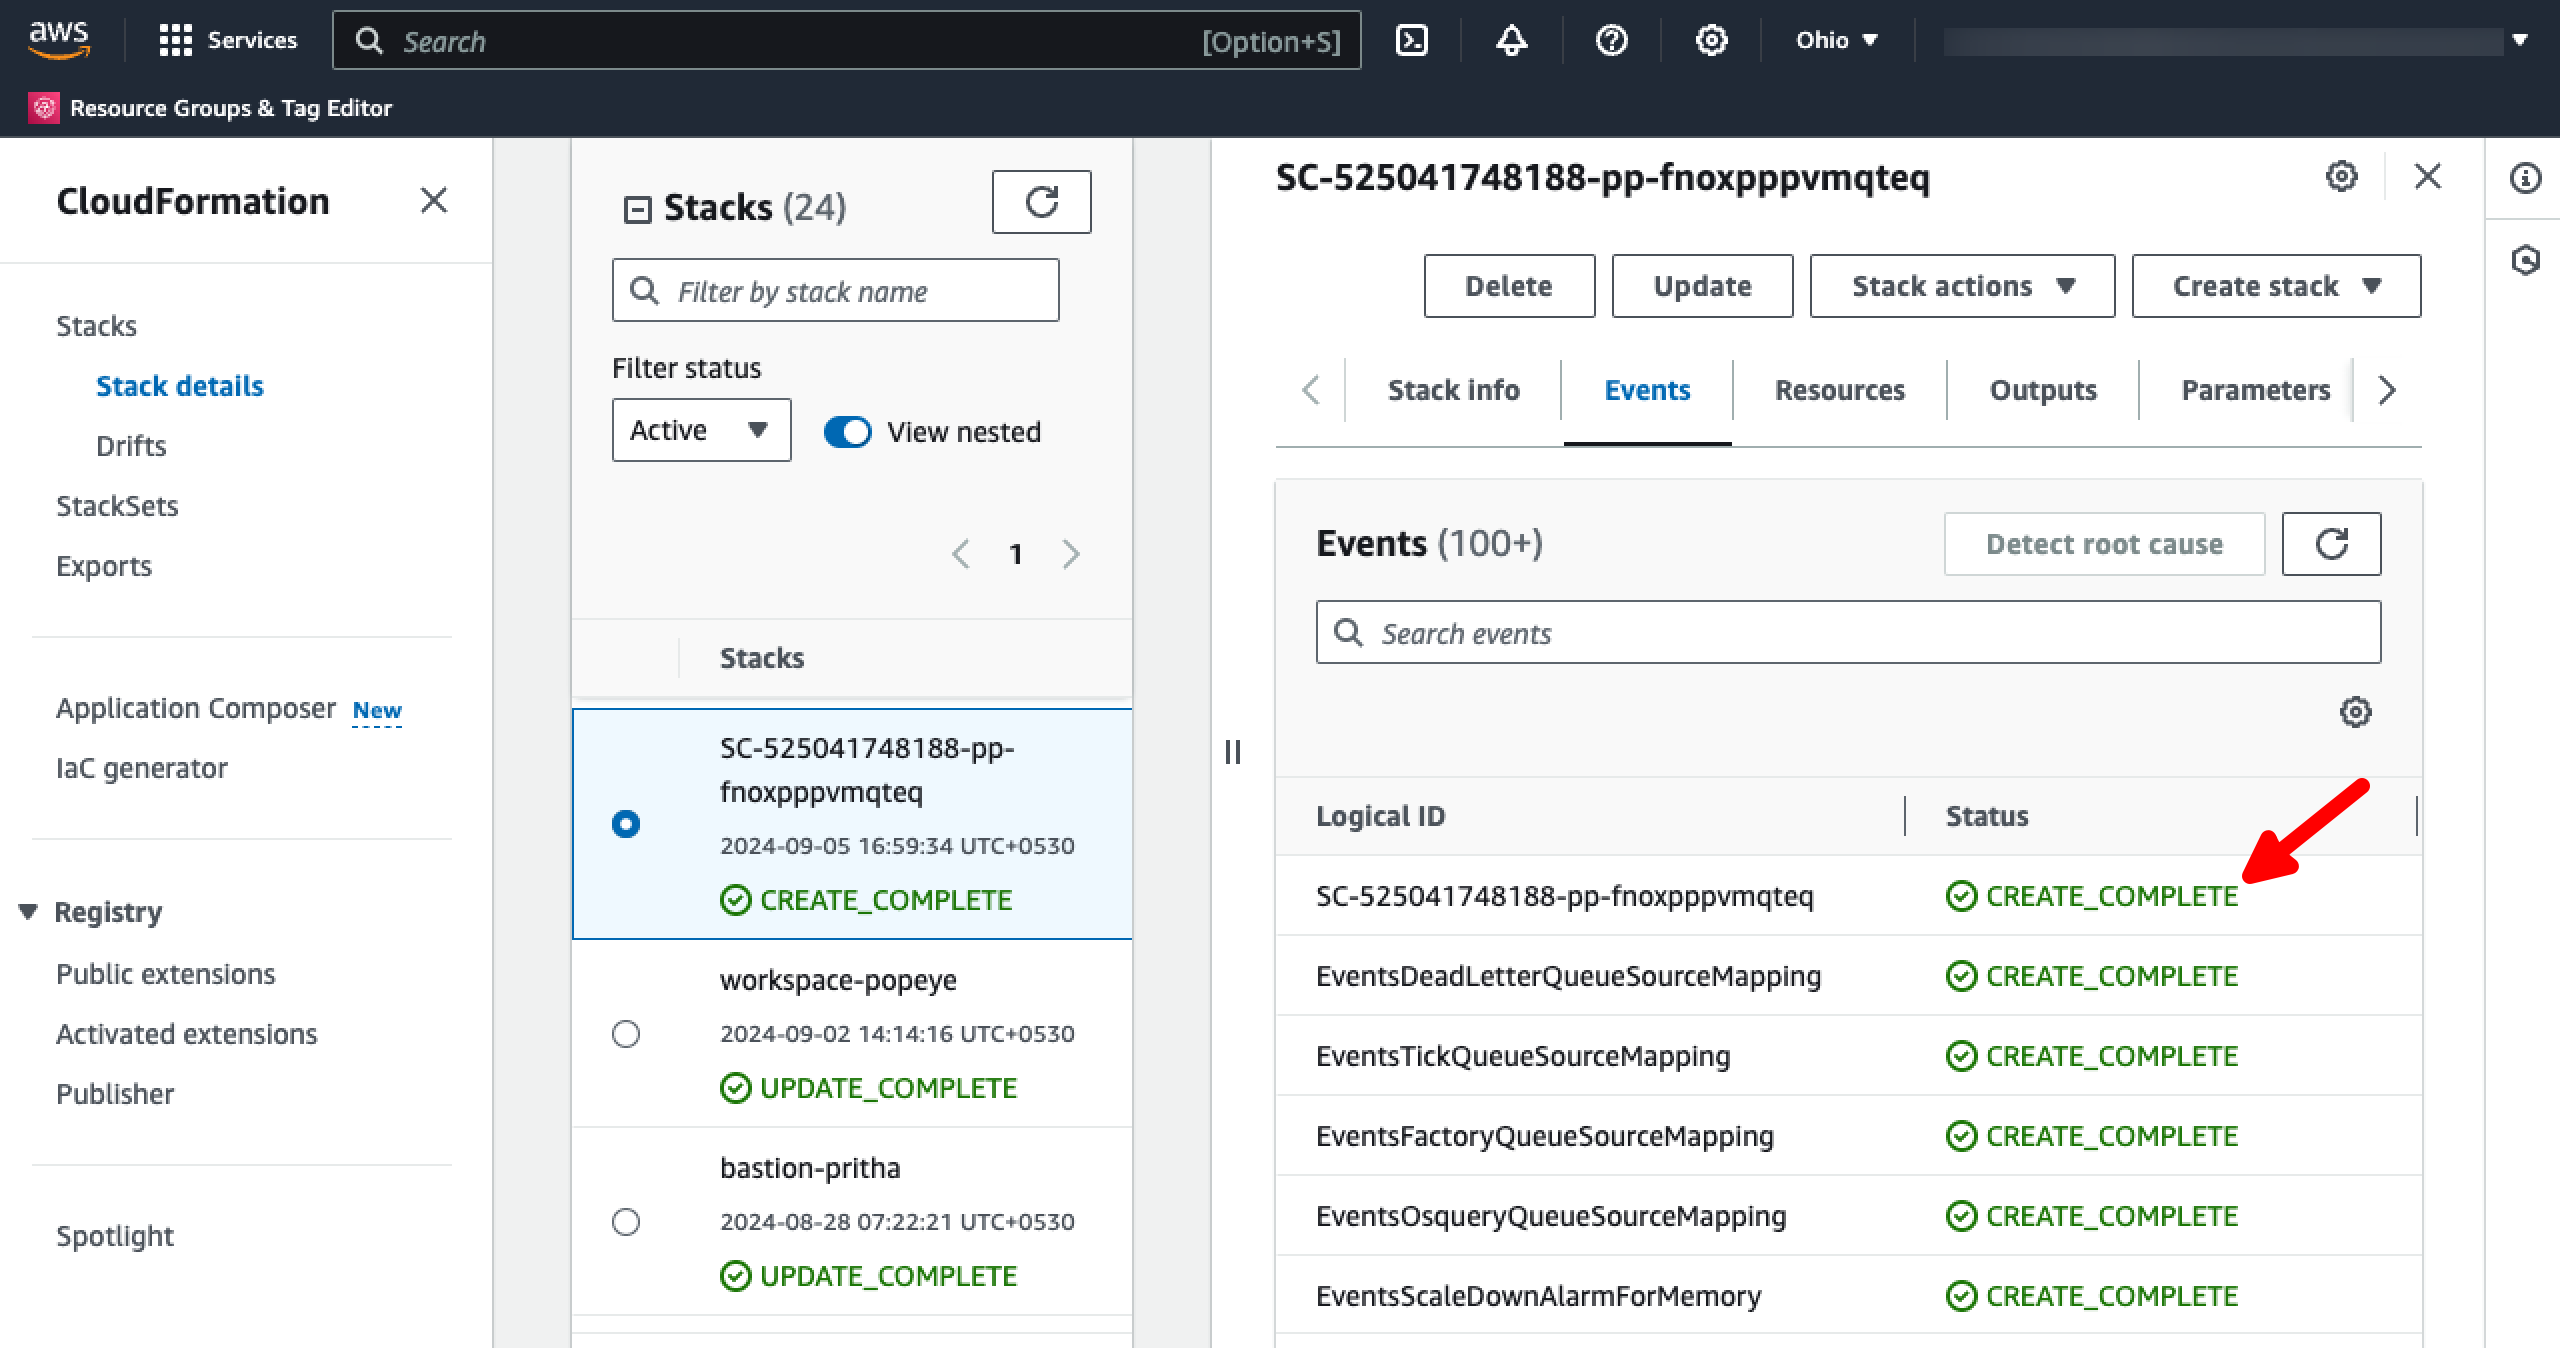 aws
Services
Search
[Option+S]
Ohio
Resource Groups & Tag Editor
CloudFormation
Stacks
Stack details
Drifts
StackSets
Exports
Application Composer New
IaC generator
Registry
Public extensions
Activated extensions
Publisher
Spotlight
Stacks (24)
Filter by stack name
Filter status
Active
View nested
1
Stacks
SC-525041748188-pp-
fnoxpppvmqteq
2024-09-05 16:59:34 UTC+0530
CREATE_COMPLETE
workspace-popeye
2024-09-02 14:14:16 UTC+0530
UPDATE_COMPLETE
bastion-pritha
2024-08-28 07:22:21 UTC+0530
UPDATE_COMPLETE
SC-525041748188-pp-fnoxpppvmqteq
Delete
Update
Stack actions
Create stack
Stack info
Events
Resources
Outputs
Parameters
Events (100+)
Detect root cause
Search events
Logical ID
Status
SC-525041748188-pp-fnoxpppvmqteq
CREATE_COMPLETE
EventsDeadLetterQueueSourceMapping
CREATE_COMPLETE
EventsTickQueueSourceMapping
CREATE_COMPLETE
EventsFactoryQueueSourceMapping
CREATE_COMPLETE
EventsOsqueryQueueSourceMapping
CREATE_COMPLETE
EventsScaleDownAlarmForMemory
CREATE_COMPLETE